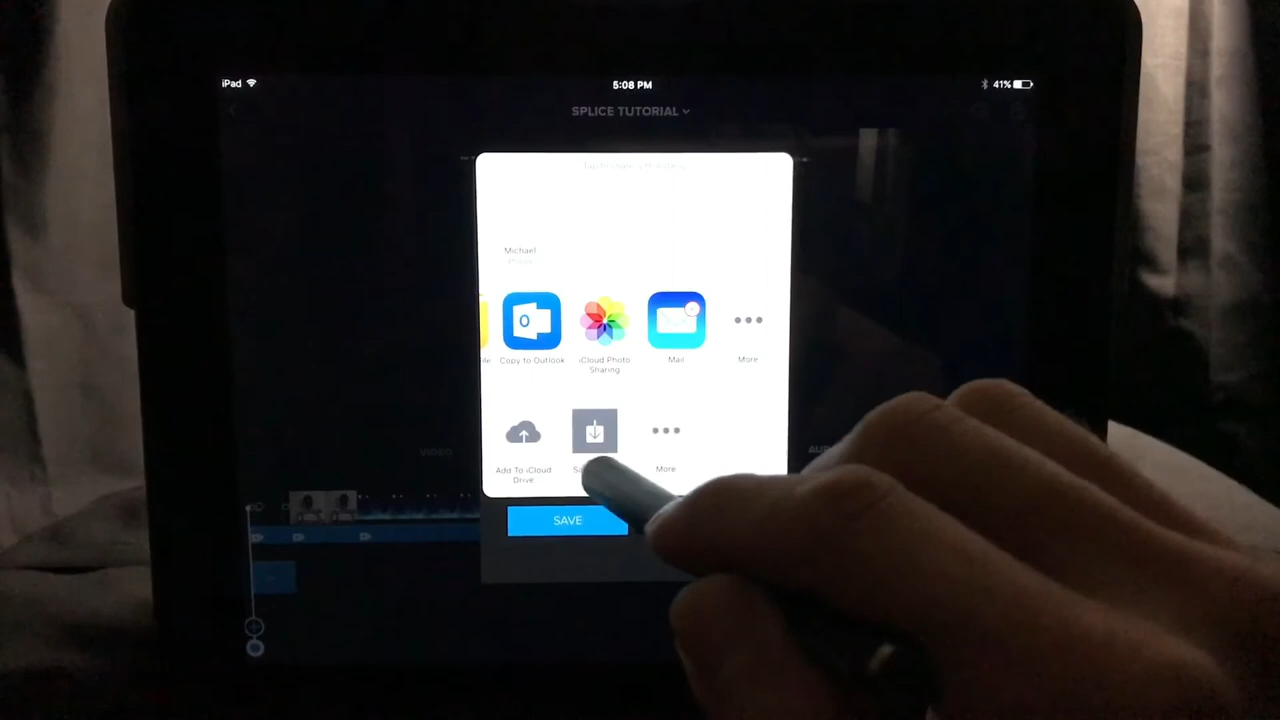 iPad 5:08 PM 41%
SPLICE TUTORIAL
Michael
Copy to Outlook
iCloud Photo
Sharing
Mail
More
Add To iCloud
Drive
More
VIDEO
SAVE